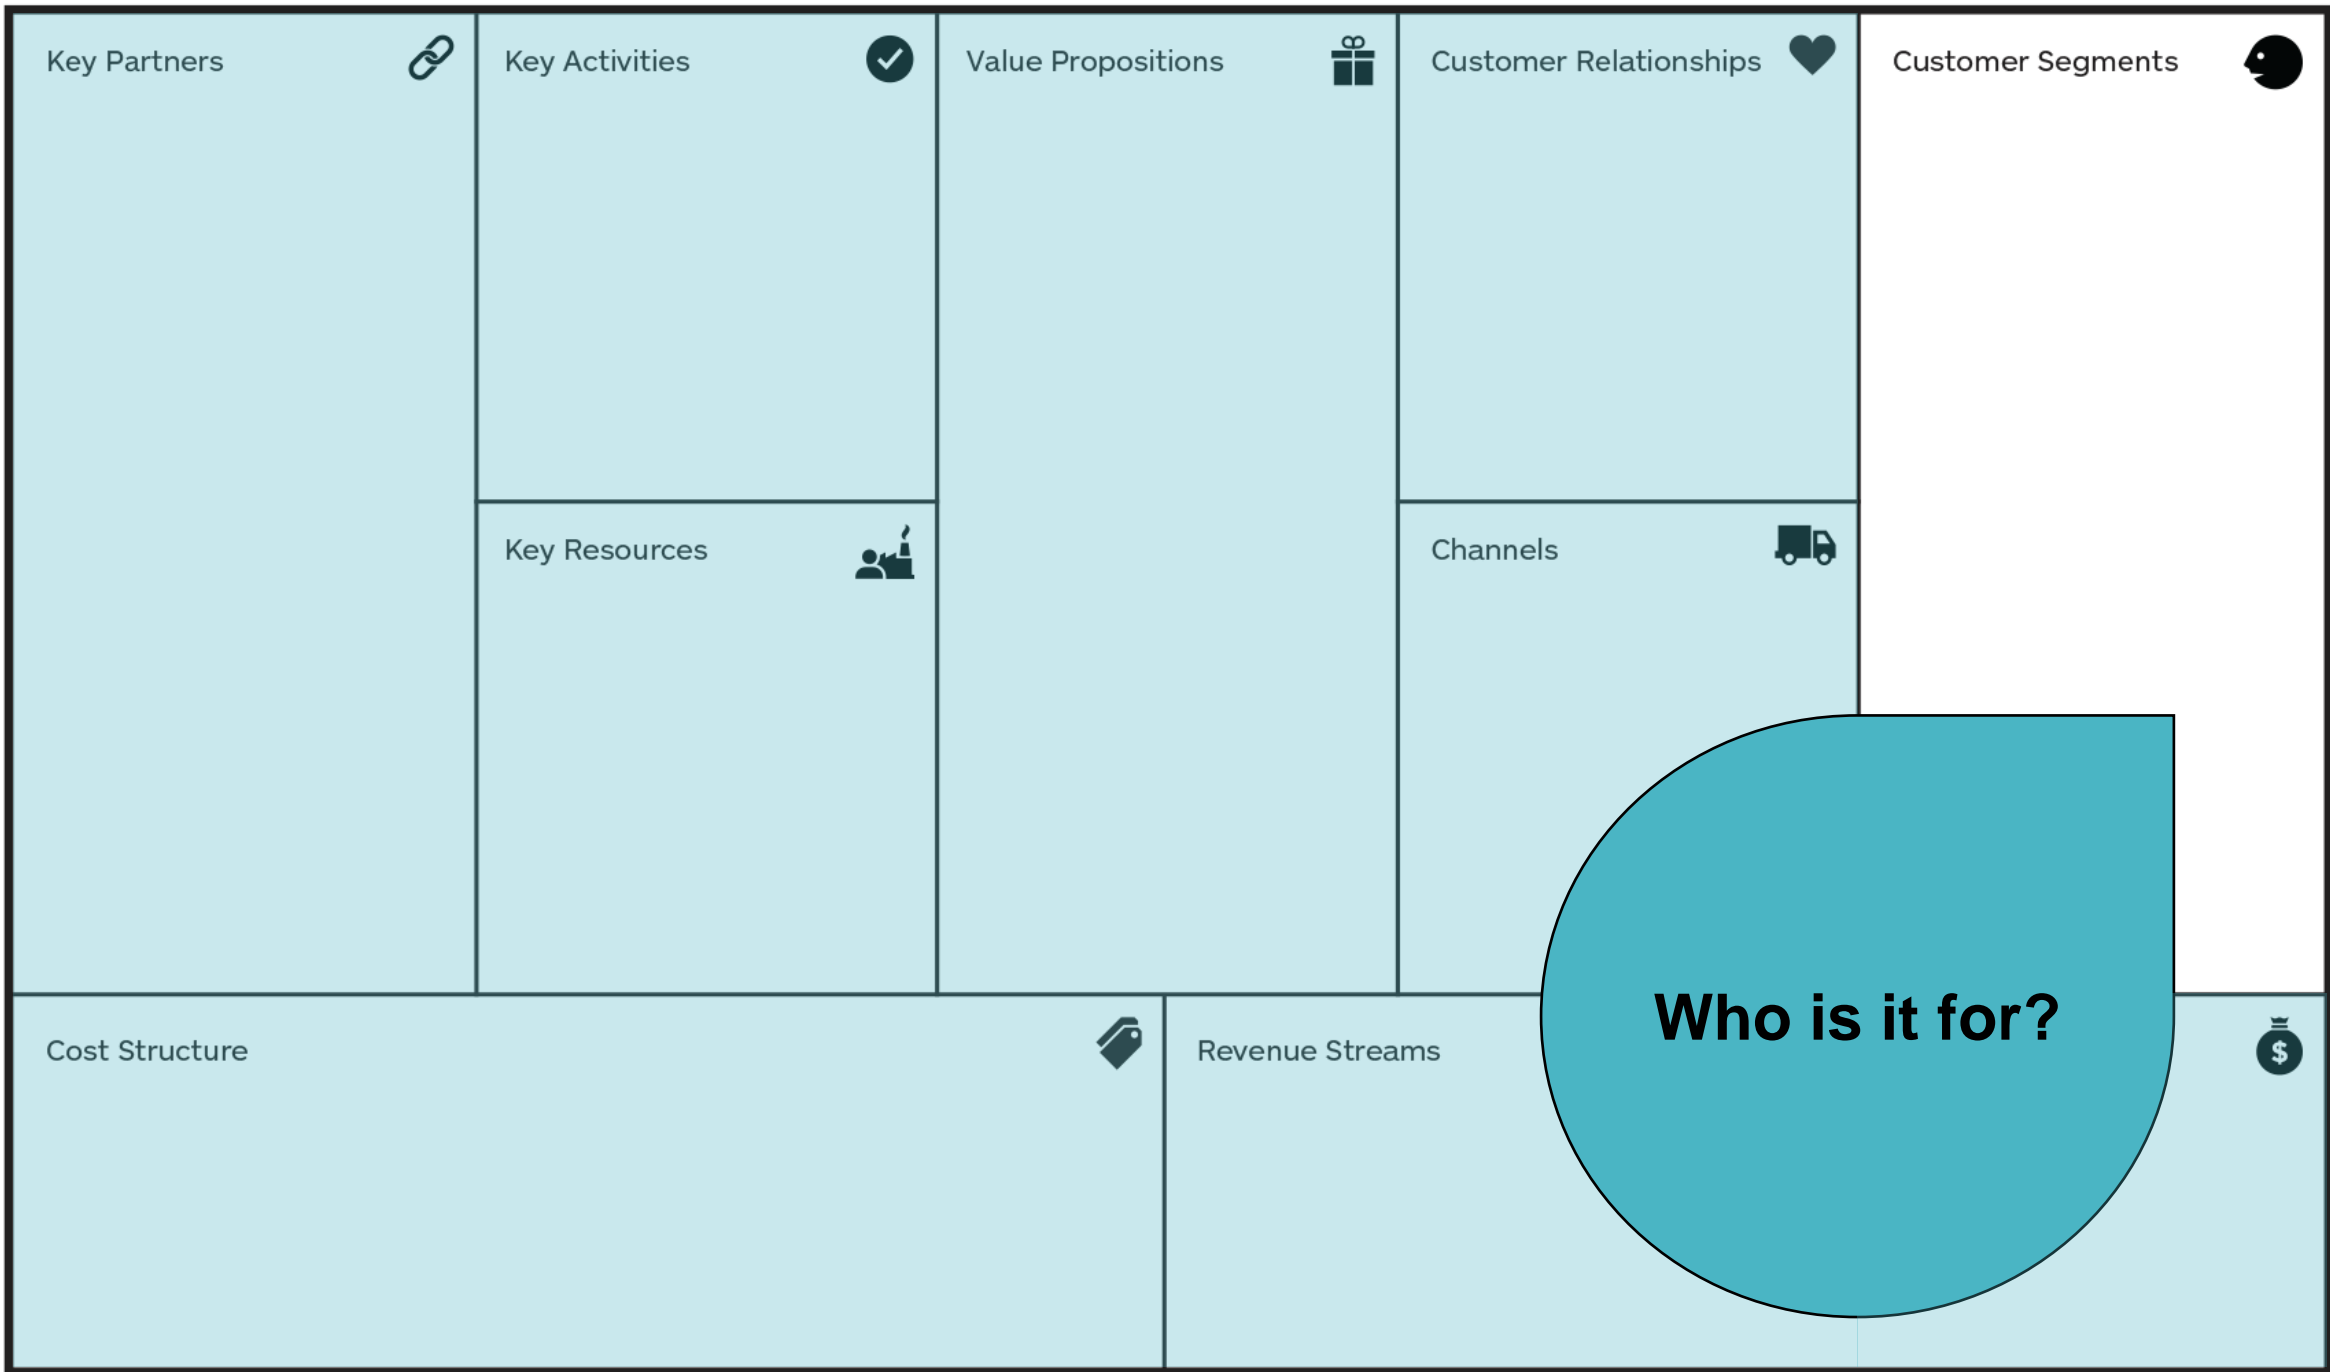 Key Partners
Key Activities
Value Propositions
Customer Relationships
Customer Segments
Key Resources
Channels
Who is it for?
Cost Structure
Revenue Streams
$